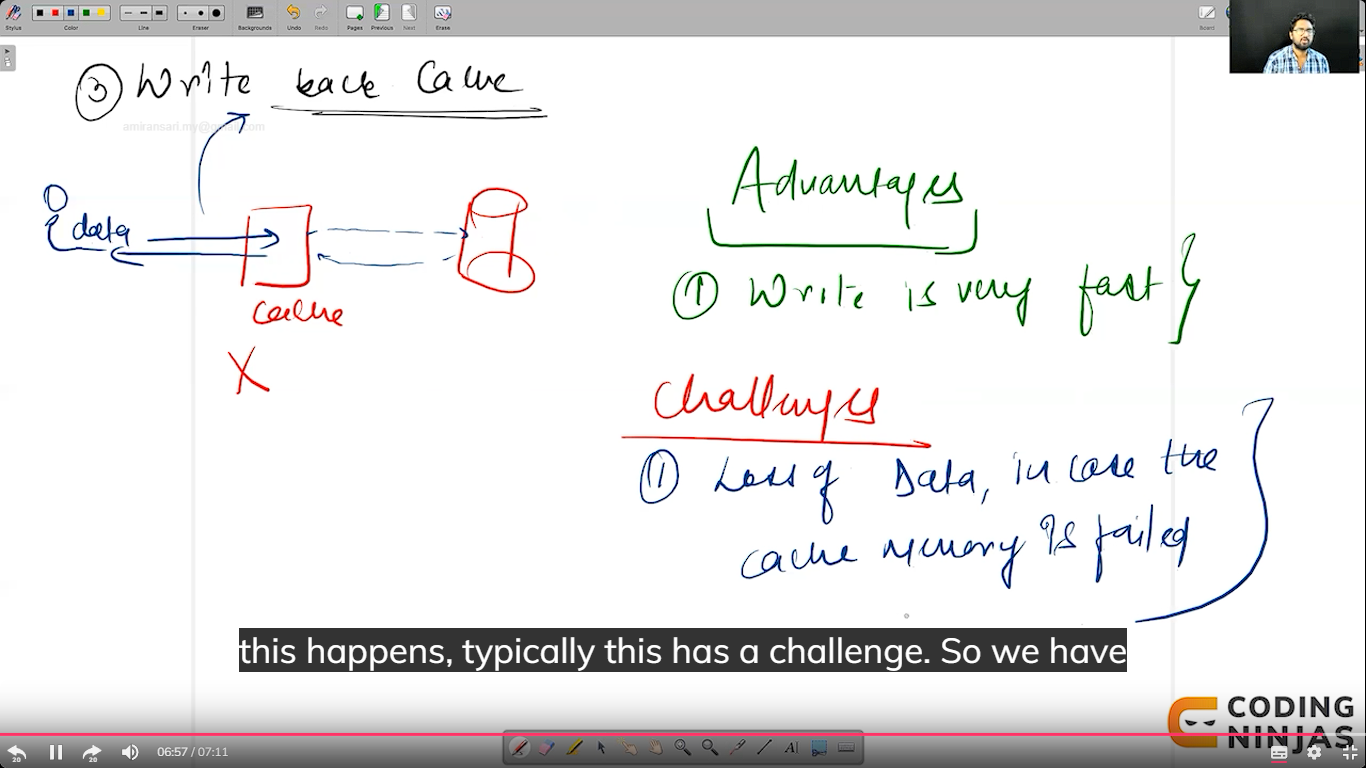 Stylus
Color
Line
Eraser
Backgrounds
Undo
Redo
Pages
Previous
Next
Erase
Board
③ Write back Cache
amiransari.my@gmail.com
data
cache
X
Advantages
① Write is very fast
Challenges
① Loss of Data, in case the
cache memory is failed
this happens, typically this has a challenge. So we have
CODING
NINJAS
20
20
06:57 / 07:11